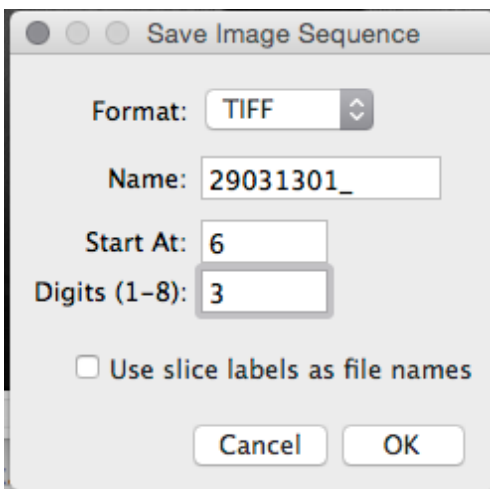 Save Image Sequence
Format: TIFF
Name: 29031301_
Start At: 6
Digits (1-8): 3
Use slice labels as file names
Cancel OK